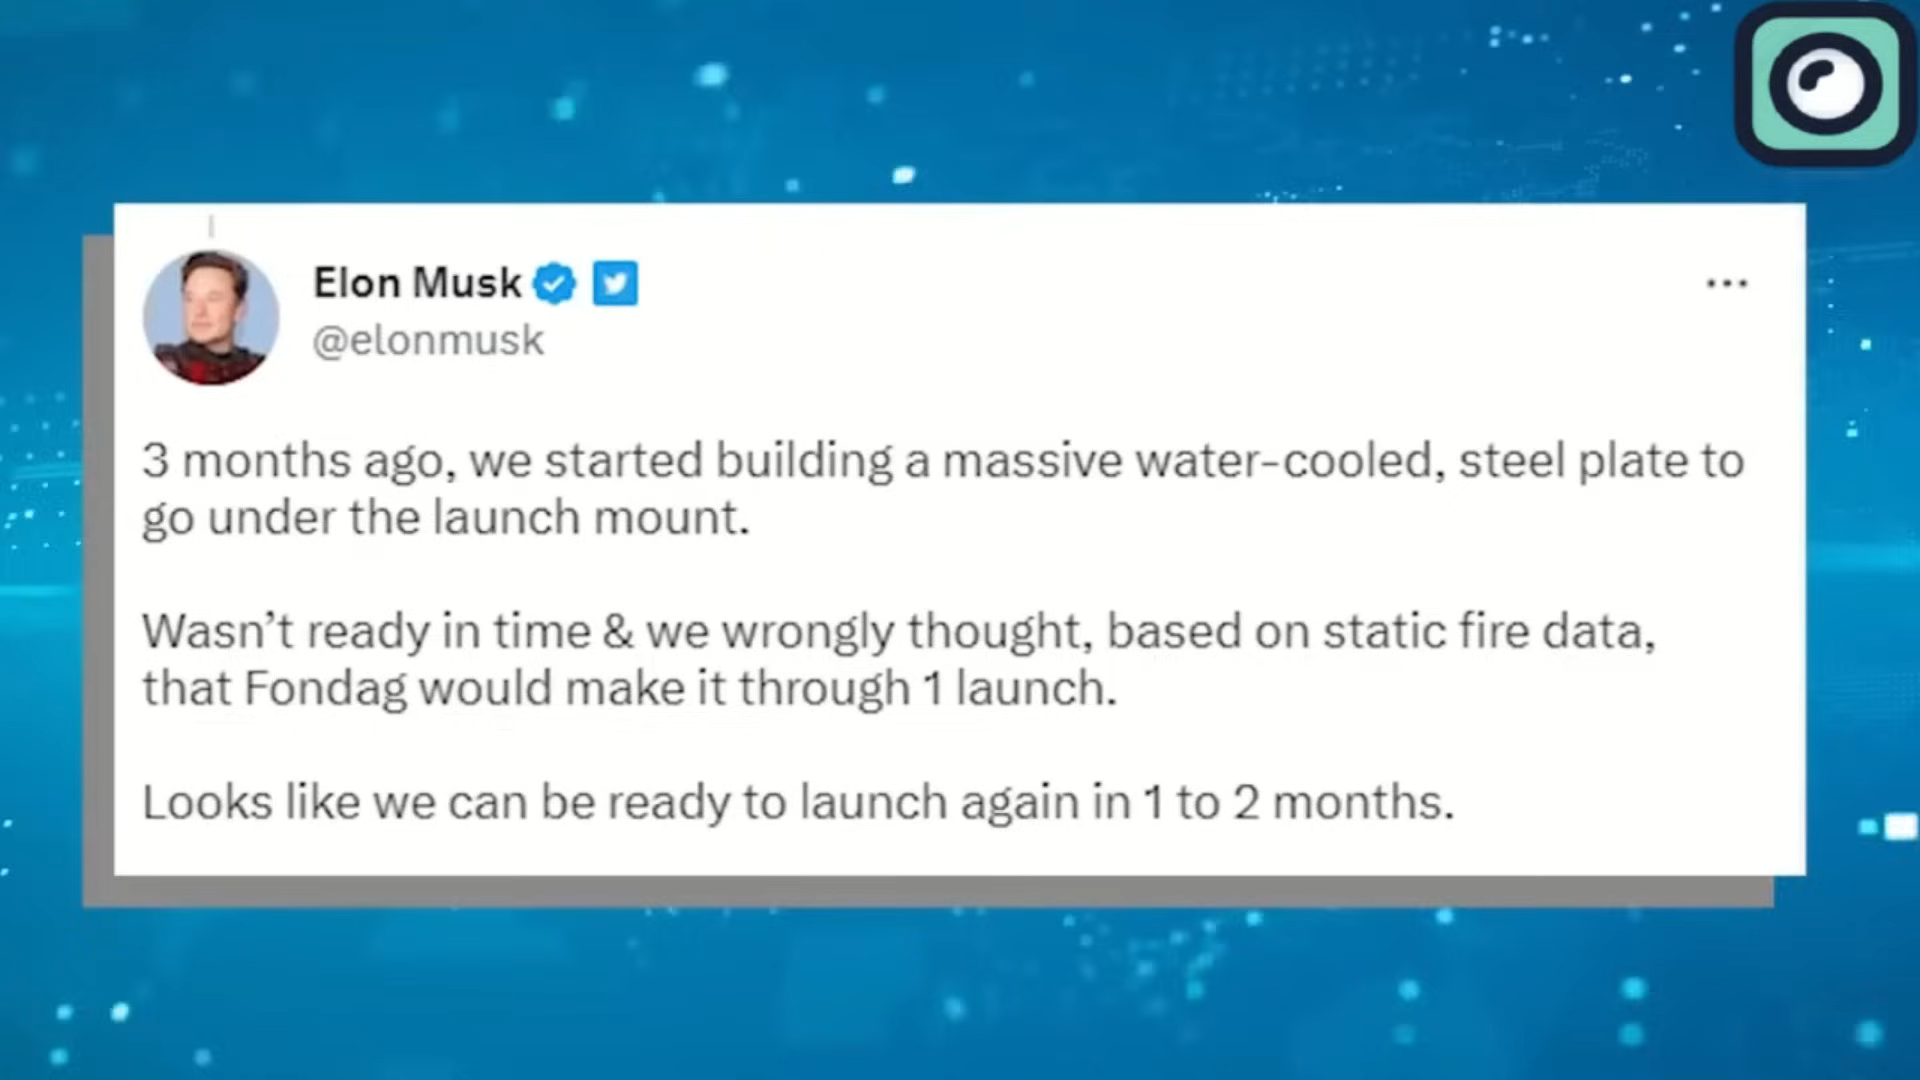 Elon Musk
@elonmusk
3 months ago, we started building a massive water-cooled, steel plate to
go under the launch mount.
Wasn’t ready in time & we wrongly thought, based on static fire data,
that Fondag would make it through 1 launch.
Looks like we can be ready to launch again in 1 to 2 months.